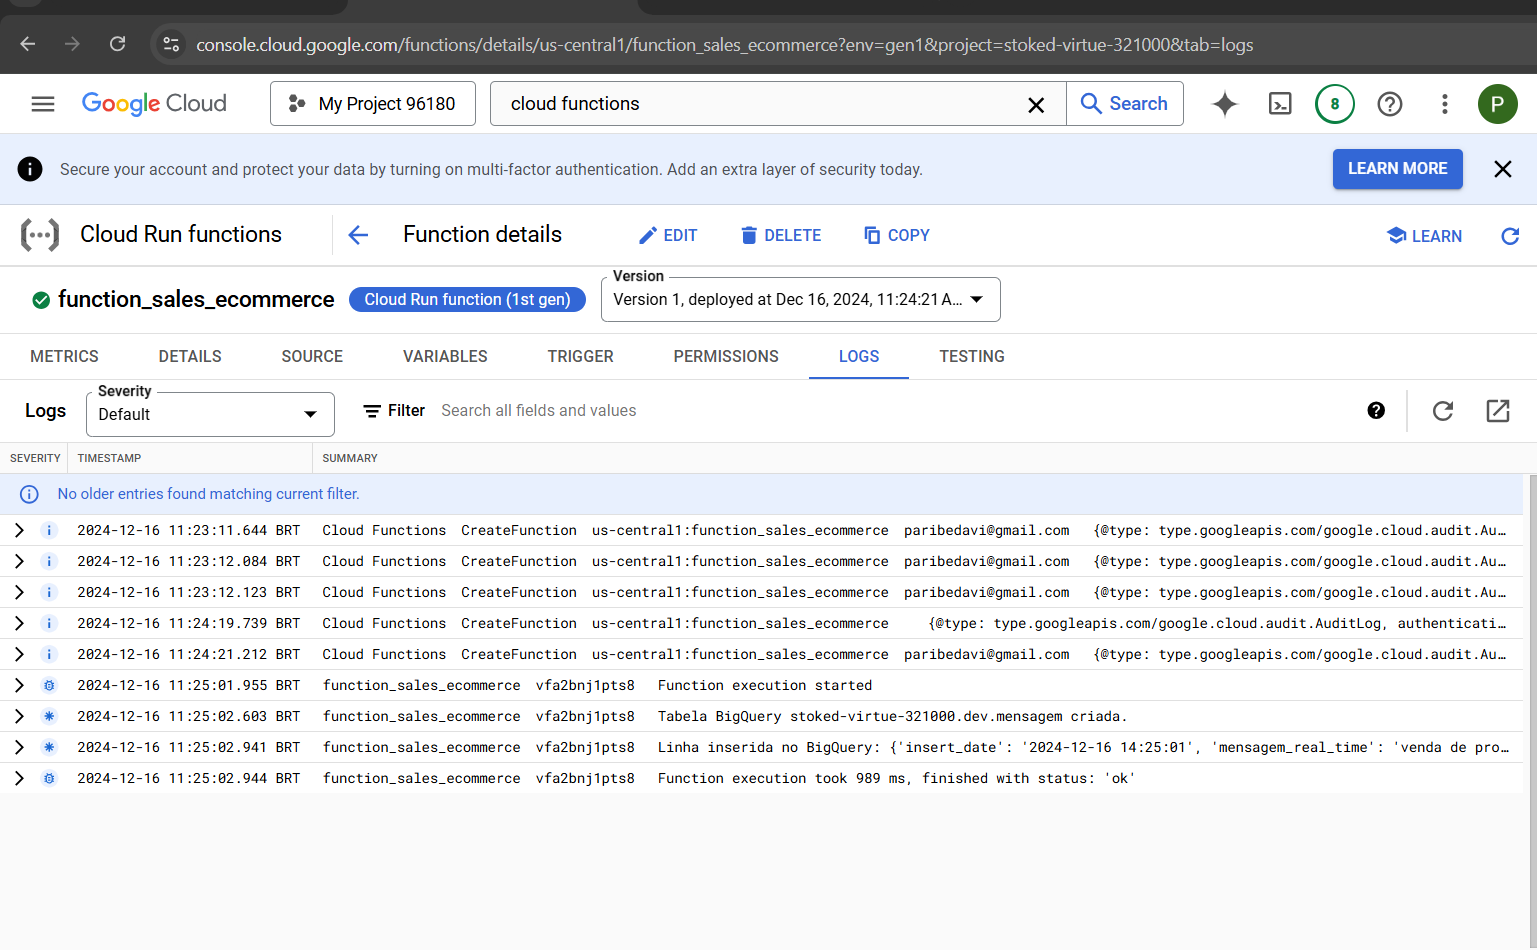 console.cloud.google.com/functions/details/us-central1/function_sales_ecommerce?env=gen1&project=stoked-virtue-321000&tab=logs
Google Cloud My Project 96180 cloud functions Search 8 P
Secure your account and protect your data by turning on multi-factor authentication. Add an extra layer of security today. LEARN MORE
Cloud Run functions Function details EDIT DELETE COPY LEARN
Version
function_sales_ecommerce Cloud Run function (1st gen) Version 1, deployed at Dec 16, 2024, 11:24:21 A...
METRICS DETAILS SOURCE VARIABLES TRIGGER PERMISSIONS LOGS TESTING
Severity
Logs Default Filter Search all fields and values
SEVERITY TIMESTAMP SUMMARY
No older entries found matching current filter.
2024-12-16 11:23:11.644 BRT Cloud Functions CreateFunction us-central1:function_sales_ecommerce paribedavi@gmail.com {@type: type.googleapis.com/google.cloud.audit.Au…
2024-12-16 11:23:12.084 BRT Cloud Functions CreateFunction us-central1:function_sales_ecommerce paribedavi@gmail.com {@type: type.googleapis.com/google.cloud.audit.Au…
2024-12-16 11:23:12.123 BRT Cloud Functions CreateFunction us-central1:function_sales_ecommerce paribedavi@gmail.com {@type: type.googleapis.com/google.cloud.audit.Au…
2024-12-16 11:24:19.739 BRT Cloud Functions CreateFunction us-central1:function_sales_ecommerce {@type: type.googleapis.com/google.cloud.audit.AuditLog, authenticati…
2024-12-16 11:24:21.212 BRT Cloud Functions CreateFunction us-central1:function_sales_ecommerce paribedavi@gmail.com {@type: type.googleapis.com/google.cloud.audit.Au…
2024-12-16 11:25:01.955 BRT function_sales_ecommerce vfa2bnj1pts8 Function execution started
2024-12-16 11:25:02.603 BRT function_sales_ecommerce vfa2bnj1pts8 Tabela BigQuery stoked-virtue-321000.dev.mensagem criada.
2024-12-16 11:25:02.941 BRT function_sales_ecommerce vfa2bnj1pts8 Linha inserida no BigQuery: {'insert_date': '2024-12-16 14:25:01', 'mensagem_real_time': 'venda de pro…
2024-12-16 11:25:02.944 BRT function_sales_ecommerce vfa2bnj1pts8 Function execution took 989 ms, finished with status: 'ok'